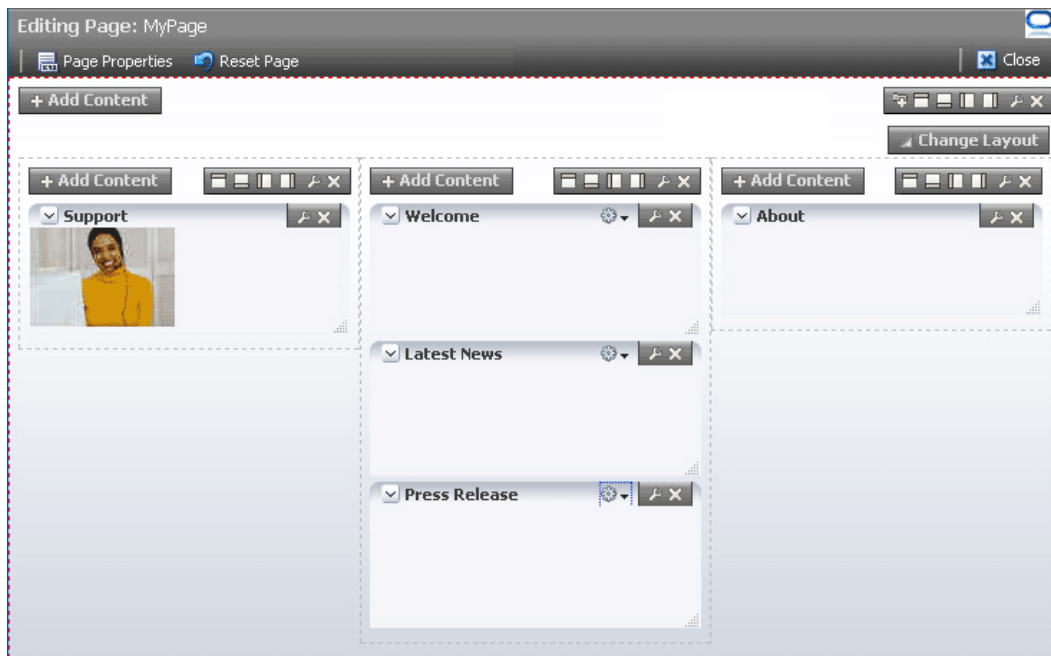 Editing Page: MyPage
Page Properties Reset Page Close
+ Add Content
Change Layout
+ Add Content + Add Content + Add Content
Support Welcome About
Latest News
Press Release